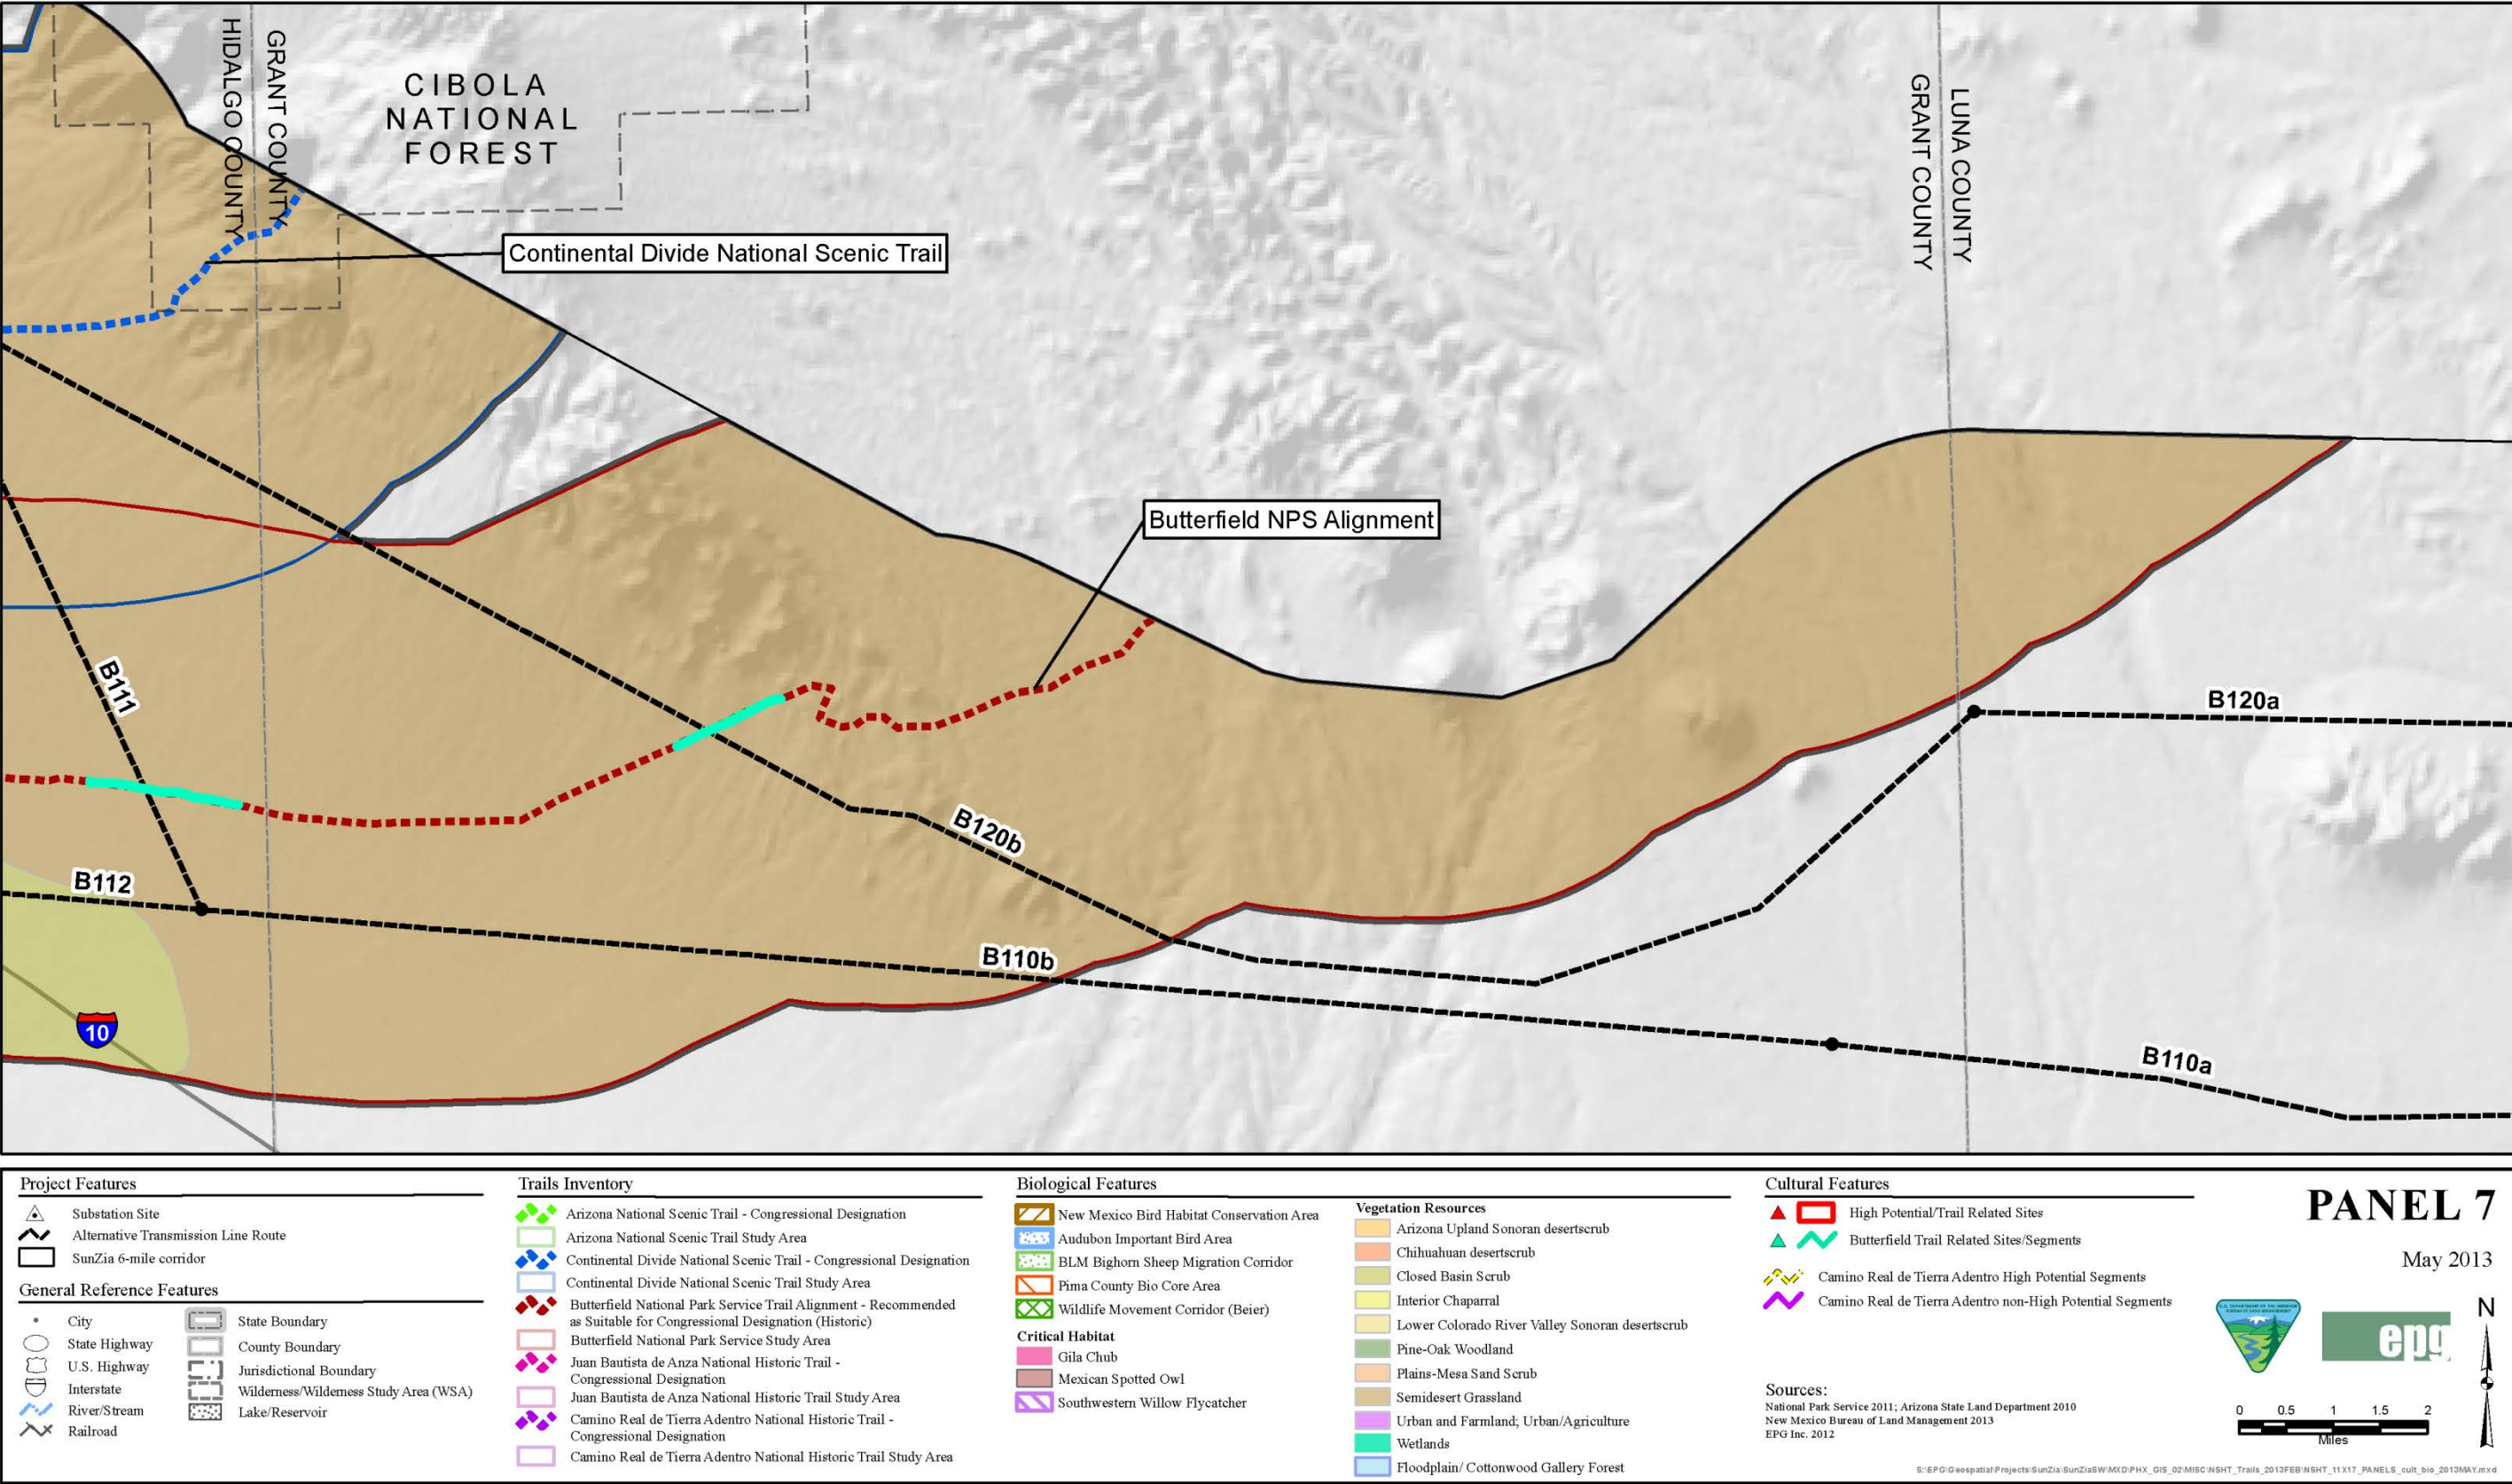 HIDALGO COUNTY
GRANT COUNTY
CIBOLA
NATIONAL
FOREST
GRANT COUNTY
LUNA COUNTY
Continental Divide National Scenic Trail
Butterfield NPS Alignment
B111
B120a
B120b
B112
B110b
10
B110a
Project Features
Substation Site
Alternative Transmission Line Route
SunZia 6-mile corridor
General Reference Features
City
State Highway
U.S. Highway
Interstate
River/Stream
Railroad
State Boundary
County Boundary
Jurisdictional Boundary
Wilderness/Wilderness Study Area (WSA)
Lake/Reservoir
Trails Inventory
Arizona National Scenic Trail - Congressional Designation
Arizona National Scenic Trail Study Area
Continental Divide National Scenic Trail - Congressional Designation
Continental Divide National Scenic Trail Study Area
Butterfield National Park Service Trail Alignment - Recommended
as Suitable for Congressional Designation (Historic)
Butterfield National Park Service Study Area
Juan Bautista de Anza National Historic Trail -
Congressional Designation
Juan Bautista de Anza National Historic Trail Study Area
Camino Real de Tierra Adentro National Historic Trail -
Congressional Designation
Camino Real de Tierra Adentro National Historic Trail Study Area
Biological Features
New Mexico Bird Habitat Conservation Area
Audubon Important Bird Area
BLM Bighorn Sheep Migration Corridor
Pima County Bio Core Area
Wildlife Movement Corridor (Beier)
Critical Habitat
Gila Chub
Mexican Spotted Owl
Southwestern Willow Flycatcher
Vegetation Resources
Arizona Upland Sonoran desertscrub
Chihuahuan desertscrub
Closed Basin Scrub
Interior Chaparral
Lower Colorado River Valley Sonoran desertscrub
Pine-Oak Woodland
Plains-Mesa Sand Scrub
Semidesert Grassland
Urban and Farmland; Urban/Agriculture
Wetlands
Floodplain/ Cottonwood Gallery Forest
Cultural Features
High Potential/Trail Related Sites
Butterfield Trail Related Sites/Segments
Camino Real de Tierra Adentro High Potential Segments
Camino Real de Tierra Adentro non-High Potential Segments
PANEL 7
May 2013
epg
N
Sources:
National Park Service 2011; Arizona State Land Department 2010
New Mexico Bureau of Land Management 2013
EPG Inc. 2012
0 0.5 1 1.5 2
Miles
S:\EPG\Geospatial\Projects\SunZia\SunZiaSW\MXD\PHX_GIS_02\MISC\NSHT_Trails_2013FEB\NSHT_11X17_PANELS_cult_bio_2013MAY.mxd